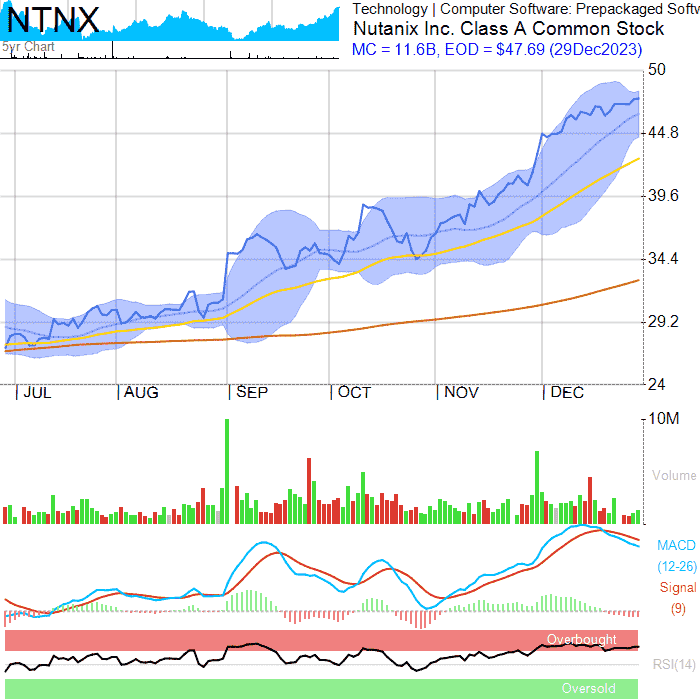 NTNX
5yr Chart
Technology | Computer Software: Prepackaged Softw
Nutanix Inc. Class A Common Stock
MC = 11.6B, EOD = $47.69 (29Dec2023)
50
44.8
39.6
34.4
29.2
24
JUL AUG SEP OCT NOV DEC
10M
Volume
MACD
(12-26)
Signal
(9)
Overbought
RSI(14)
Oversold